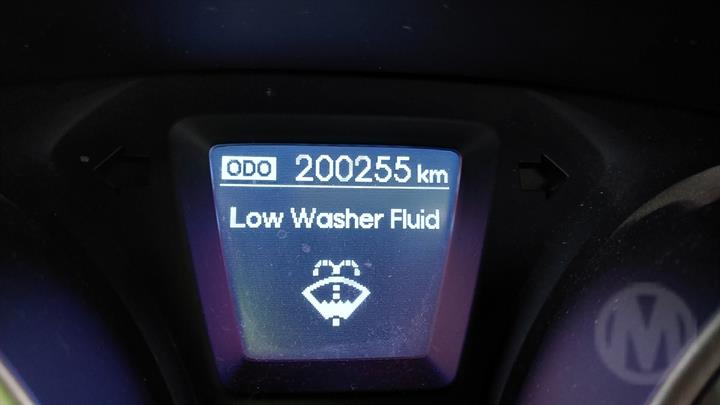 ODO 200255 km
Low Washer Fluid
M